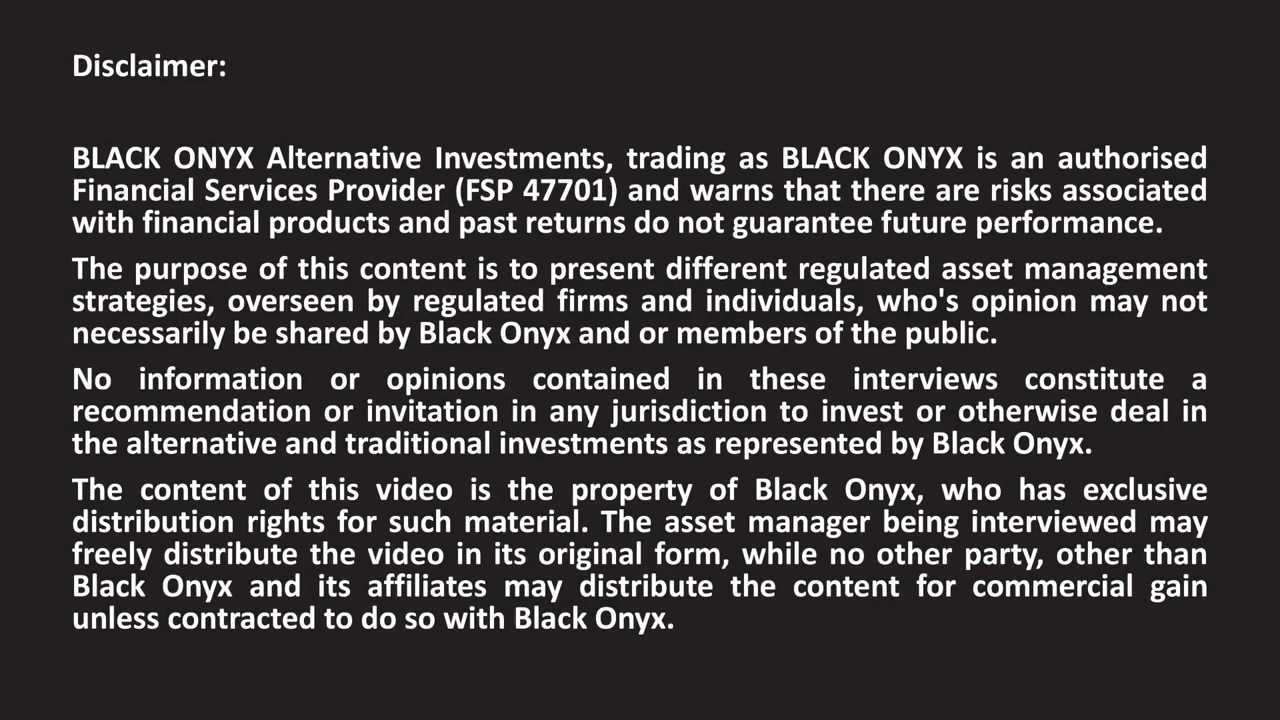 Disclaimer:
BLACK ONYX Alternative Investments, trading as BLACK ONYX is an authorised
Financial Services Provider (FSP 47701) and warns that there are risks associated
with financial products and past returns do not guarantee future performance.
The purpose of this content is to present different regulated asset management
strategies, overseen by regulated firms and individuals, who's opinion may not
necessarily be shared by Black Onyx and or members of the public.
No information or opinions contained in these interviews constitute a
recommendation or invitation in any jurisdiction to invest or otherwise deal in
the alternative and traditional investments as represented by Black Onyx.
The content of this video is the property of Black Onyx, who has exclusive
distribution rights for such material. The asset manager being interviewed may
freely distribute the video in its original form, while no other party, other than
Black Onyx and its affiliates may distribute the content for commercial gain
unless contracted to do so with Black Onyx.